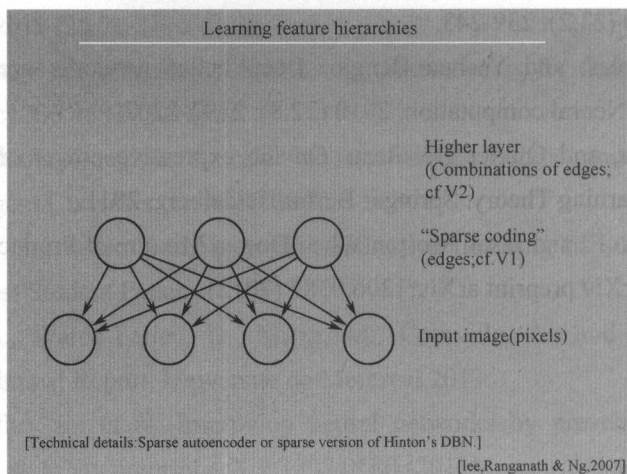 Learning feature hierarchies
Higher layer
(Combinations of edges;
cf V2)
“Sparse coding”
(edges;cf.V1)
Input image(pixels)
[Technical details:Sparse autoencoder or sparse version of Hinton’s DBN.]
[lee,Ranganath & Ng,2007]